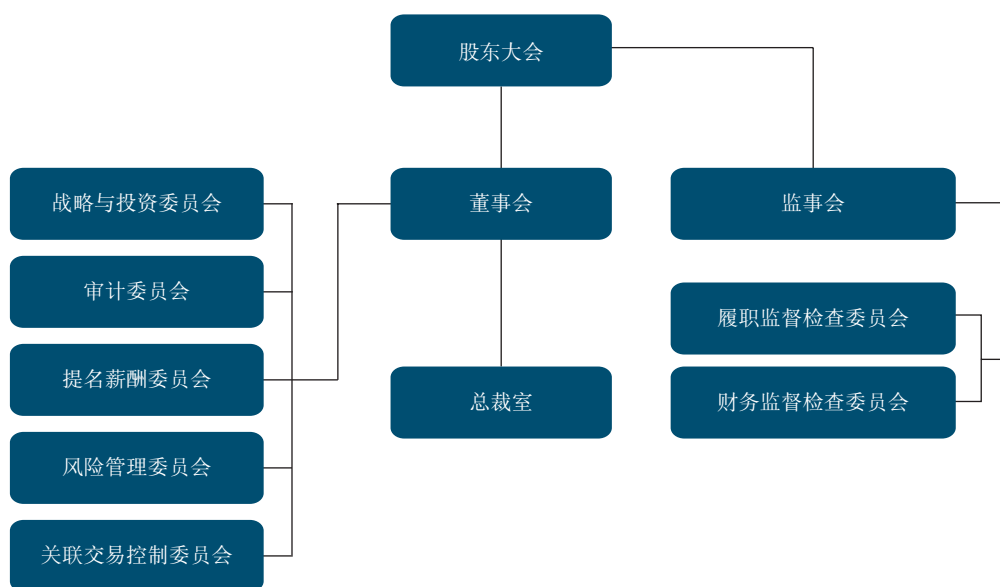 股东大会
战略与投资委员会
董事会
监事会
审计委员会
履职监督检查委员会
提名薪酬委员会
总裁室
财务监督检查委员会
风险管理委员会
关联交易控制委员会